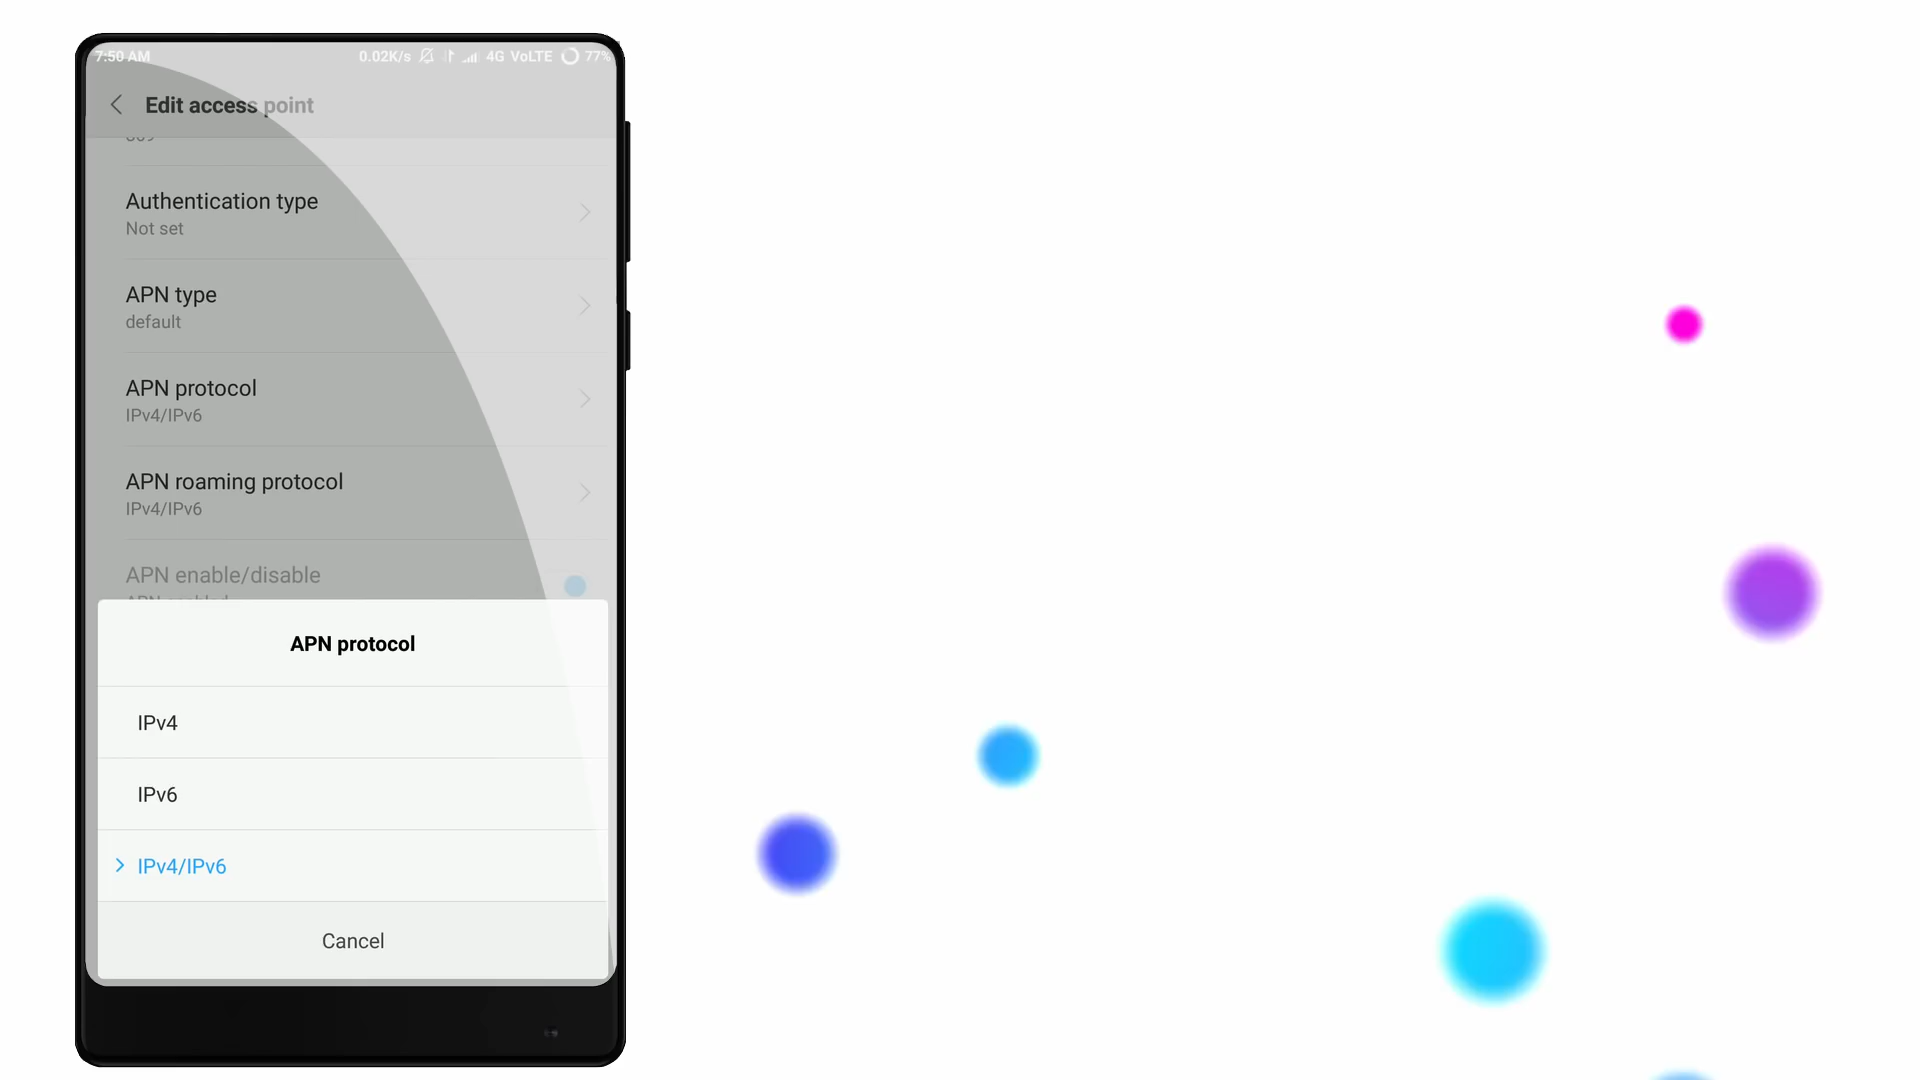 7:50 AM 0.02K/s 4G VoLTE 77%
Edit access point
Authentication type
Not set
APN type
default
APN protocol
IPv4/IPv6
APN roaming protocol
IPv4/IPv6
APN enable/disable
APN protocol
IPv4
IPv6
IPv4/IPv6
Cancel